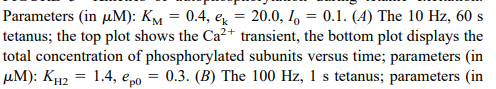 Parameters (in μM): K_M = 0.4, e_k = 20.0, I_0 = 0.1. (A) The 10 Hz, 60 s
tetanus; the top plot shows the Ca²⁺ transient, the bottom plot displays the
total concentration of phosphorylated subunits versus time; parameters (in
μM): K_H2 = 1.4, e_p0 = 0.3. (B) The 100 Hz, 1 s tetanus; parameters (in